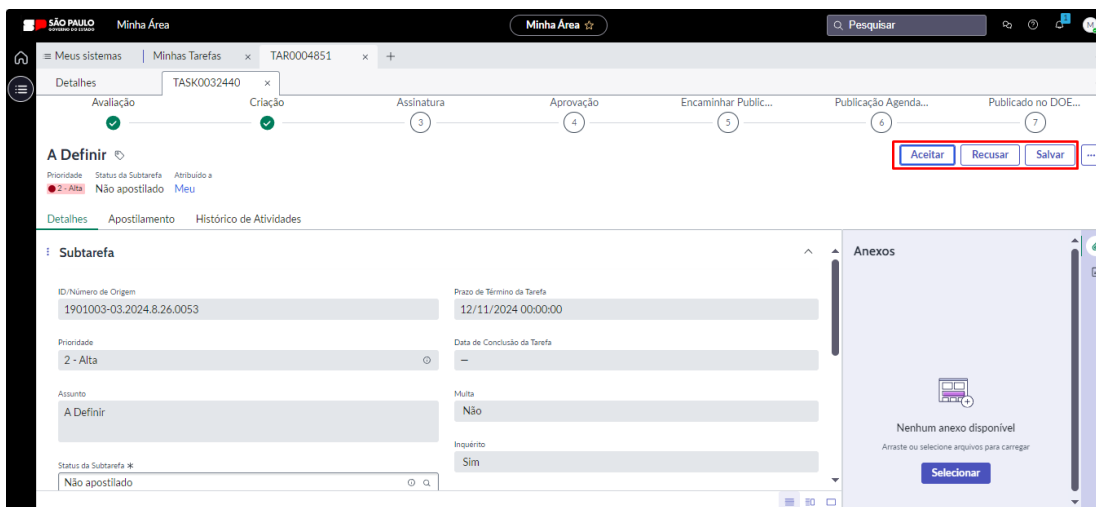 SÃO PAULO
GOVERNO DO ESTADO
Minha Área
Minha Área
Pesquisar
1
M
Meus sistemas
Minhas Tarefas
TAR0004851
Detalhes
TASK0032440
Avaliação
Criação
Assinatura
Aprovação
Encaminhar Public...
Publicação Agenda...
Publicado no DOE...
3
4
5
6
7
A Definir
Aceitar
Recusar
Salvar
...
Prioridade
Status da Subtarefa
Atribuído a
2 - Alta
Não apostilado
Meu
Detalhes
Apostilamento
Histórico de Atividades
Subtarefa
ID/Número de Origem
1901003-03.2024.8.26.0053
Prazo de Término da Tarefa
12/11/2024 00:00:00
Prioridade
2 - Alta
Data de Conclusão da Tarefa
—
Assunto
A Definir
Multa
Não
Inquérito
Sim
Status da Subtarefa *
Não apostilado
Anexos
Nenhum anexo disponível
Arraste ou selecione arquivos para carregar
Selecionar